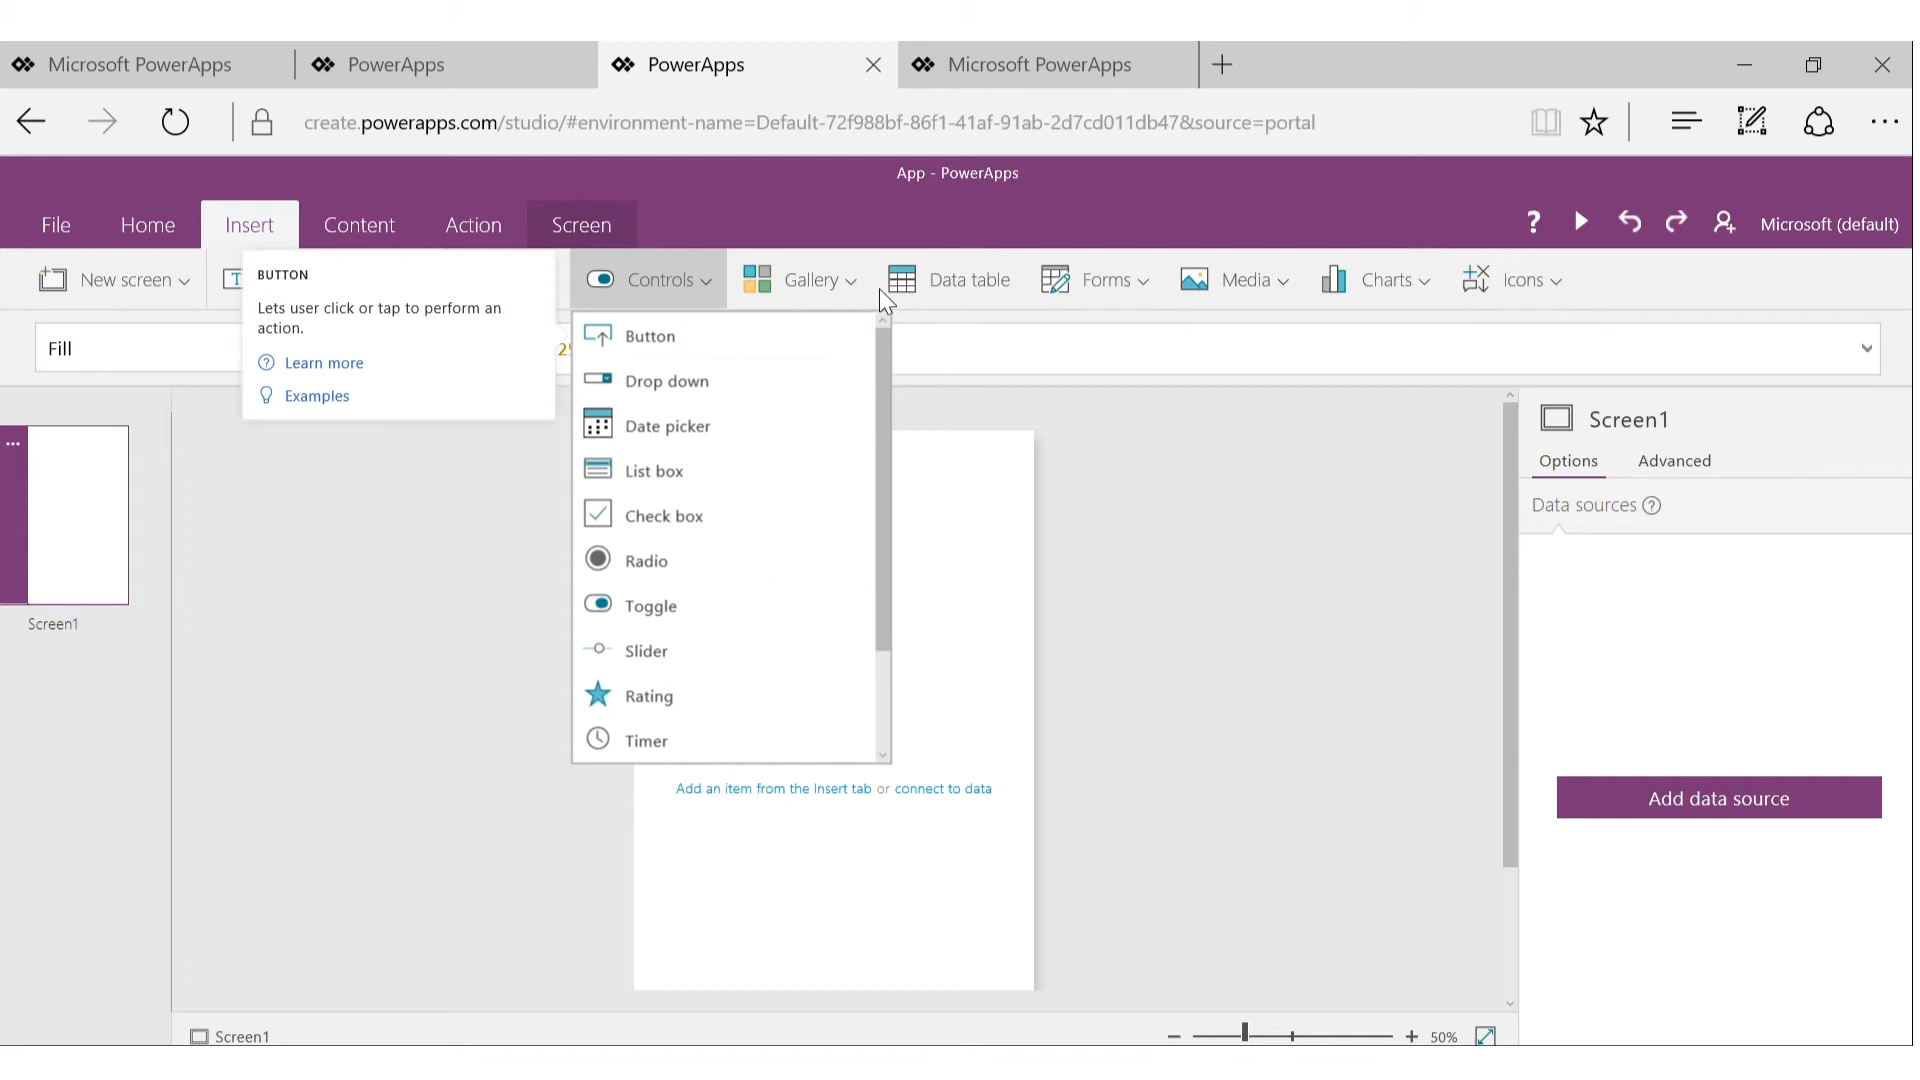 Microsoft PowerApps
PowerApps
PowerApps
Microsoft PowerApps
create.powerapps.com/studio/#environment-name=Default-72f988bf-86f1-41af-91ab-2d7cd011db47&source=portal
App - PowerApps
File
Home
Insert
Content
Action
Screen
?
Microsoft (default)
New screen
T
Controls
Gallery
Data table
Forms
Media
Charts
Icons
BUTTON
Lets user click or tap to perform an
action.
Learn more
Examples
Fill
Button
Drop down
Date picker
List box
Check box
Radio
Toggle
Slider
Rating
Timer
Screen1
Add an item from the Insert tab or connect to data
Screen1
Options
Advanced
Data sources ?
Add data source
Screen1
50%